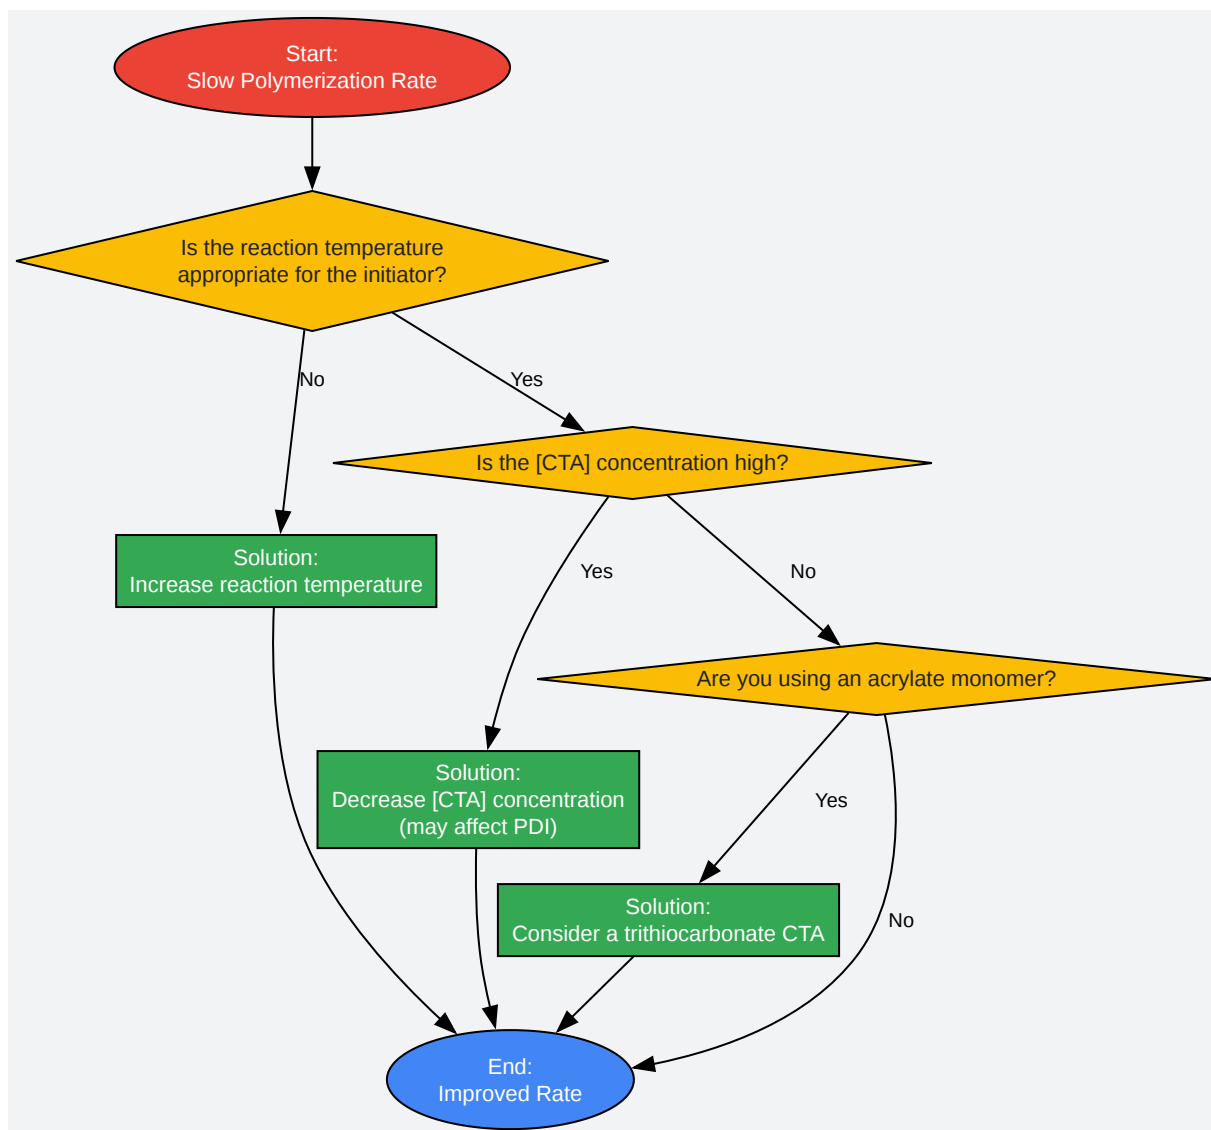 Start:
Slow Polymerization Rate
Is the reaction temperature
appropriate for the initiator?
No
Yes
Is the [CTA] concentration high?
Solution:
Increase reaction temperature
Yes
No
Are you using an acrylate monomer?
Solution:
Decrease [CTA] concentration
(may affect PDI)
Yes
Solution:
Consider a trithiocarbonate CTA
No
End:
Improved Rate